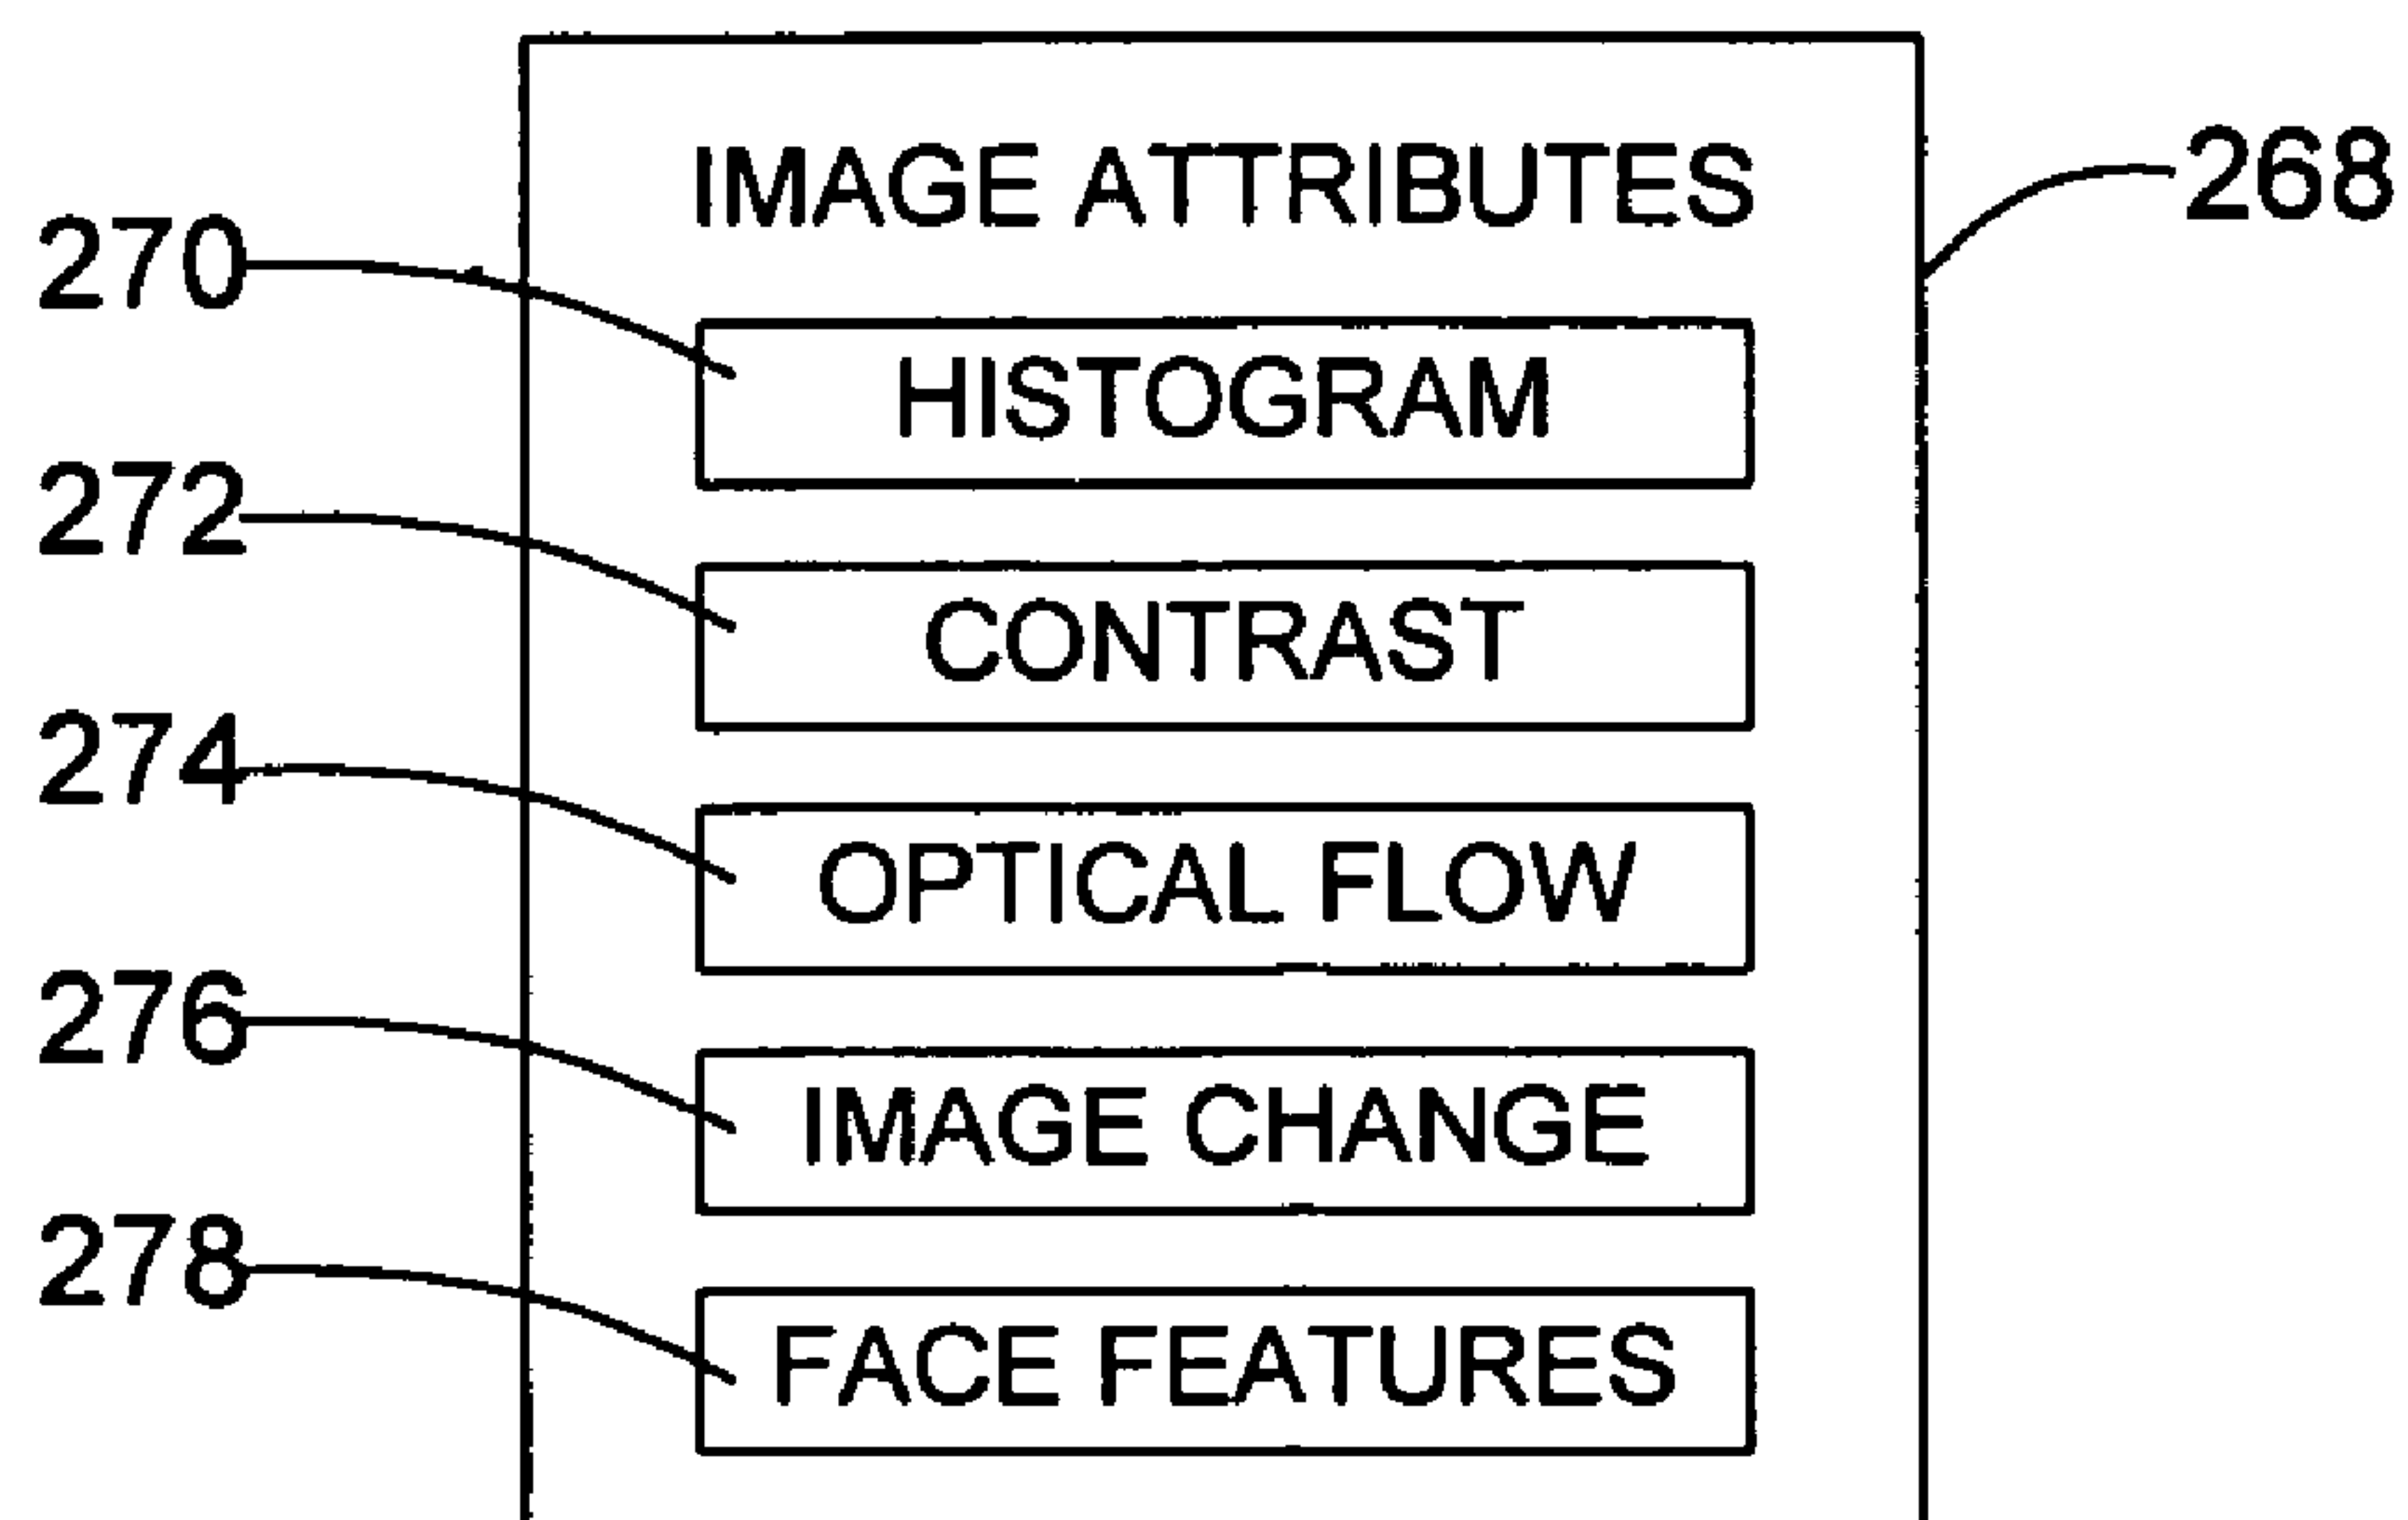 IMAGE ATTRIBUTES
268
270
HISTOGRAM
272
CONTRAST
274
OPTICAL FLOW
276
IMAGE CHANGE
278
FACE FEATURES